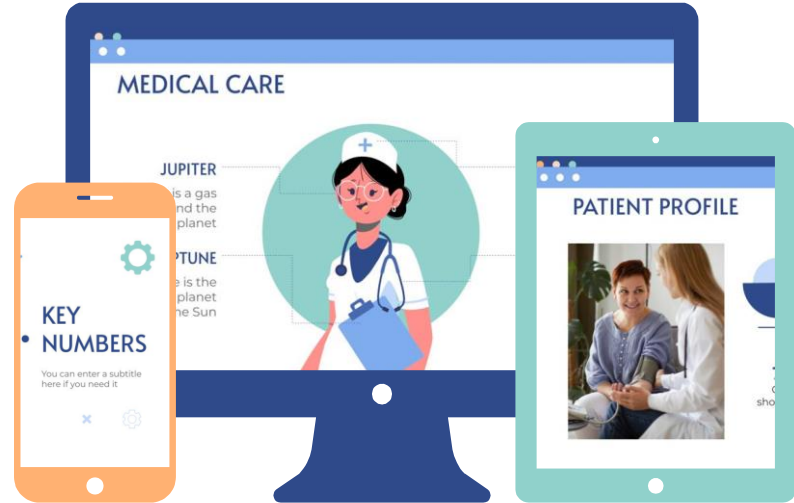 MEDICAL CARE
JUPITER
is a gas
nd the
planet
PTUNE
e is the
planet
he Sun
KEY
NUMBERS
You can enter a subtitle
here if you need it
PATIENT PROFILE
sho